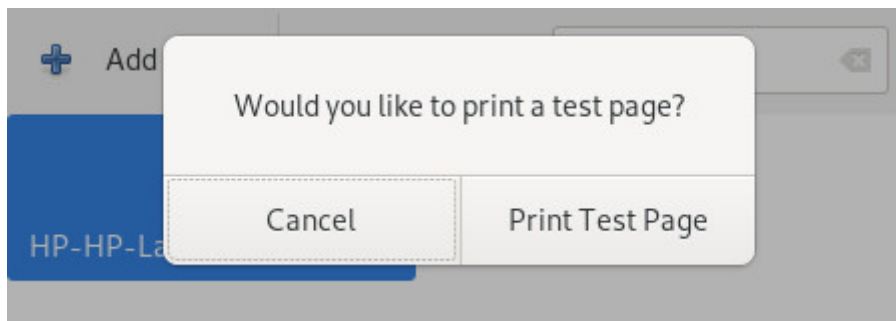 Add
Would you like to print a test page?
Cancel
Print Test Page
HP-HP-La